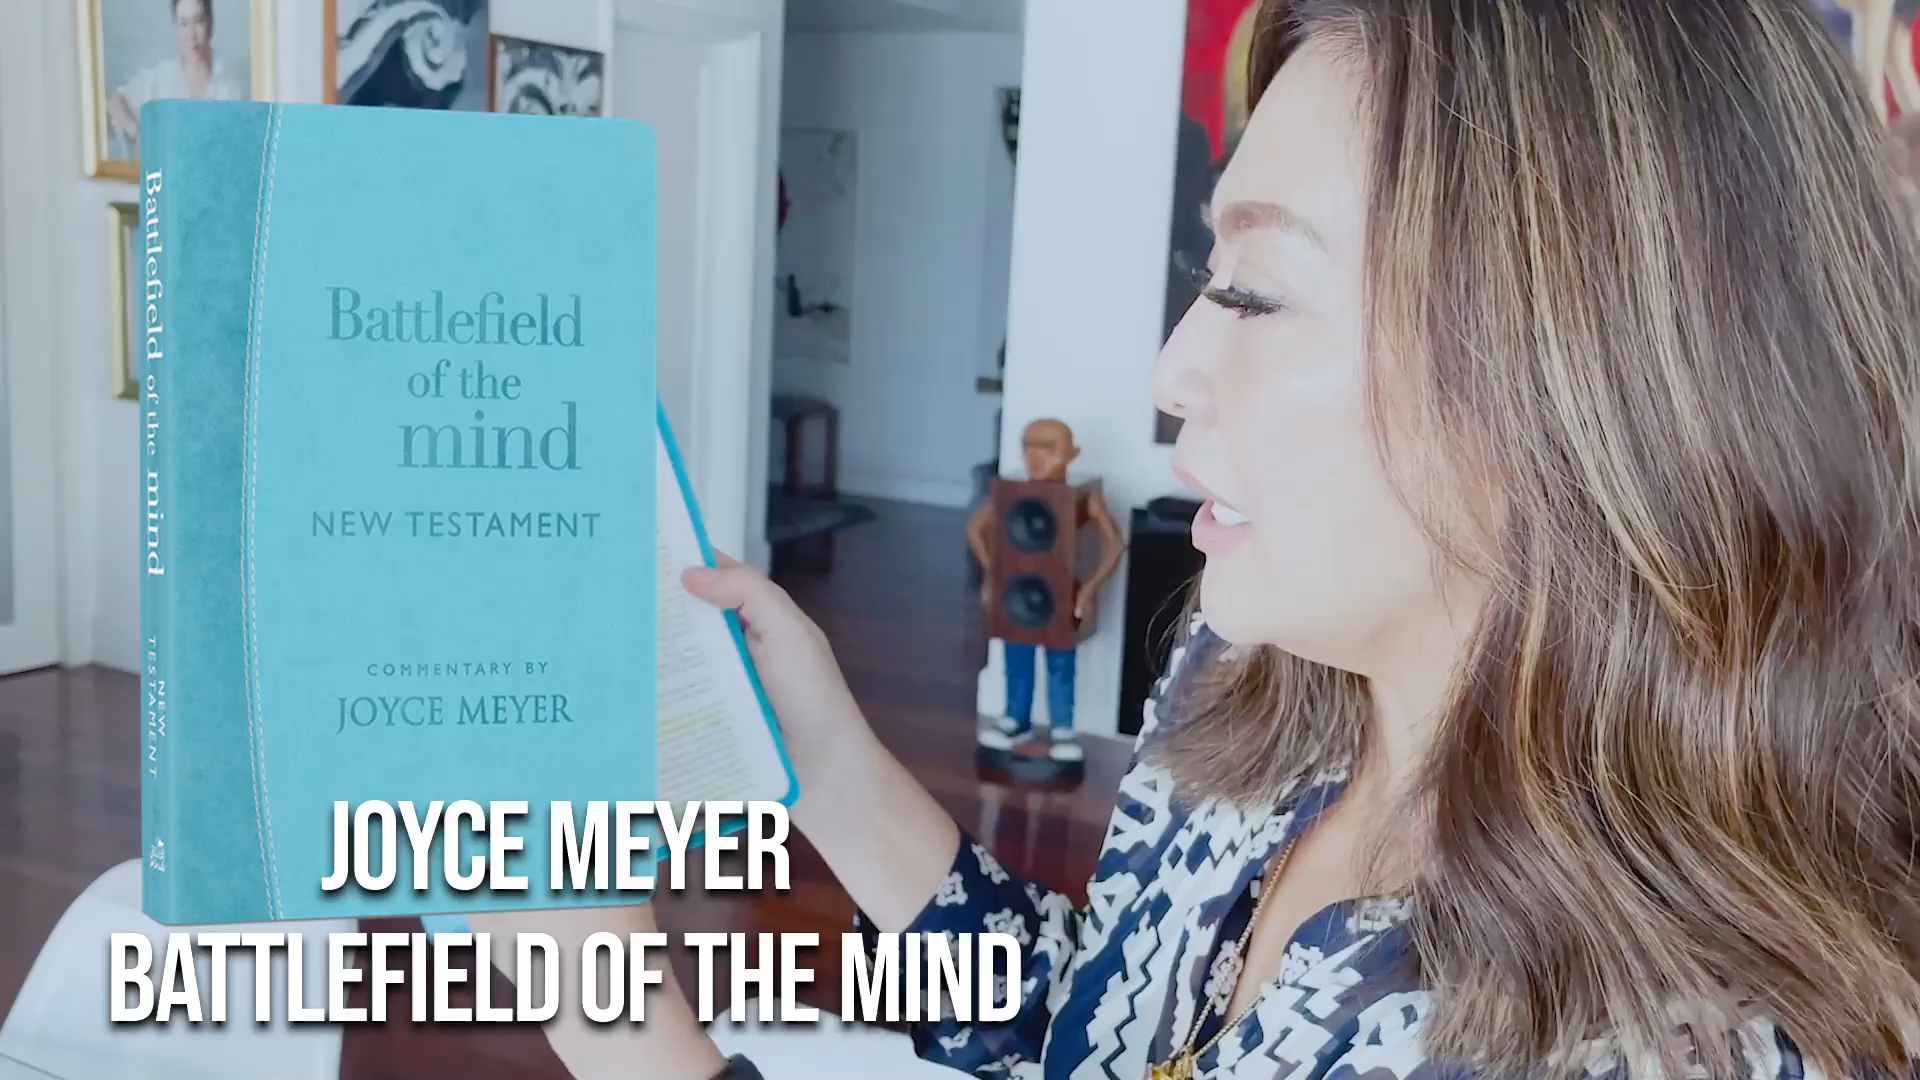 Battlefield
of the
mind
NEW TESTAMENT
COMMENTARY BY
JOYCE MEYER
Battlefield of the mind
NEW TESTAMENT
JOYCE MEYER
BATTLEFIELD OF THE MIND